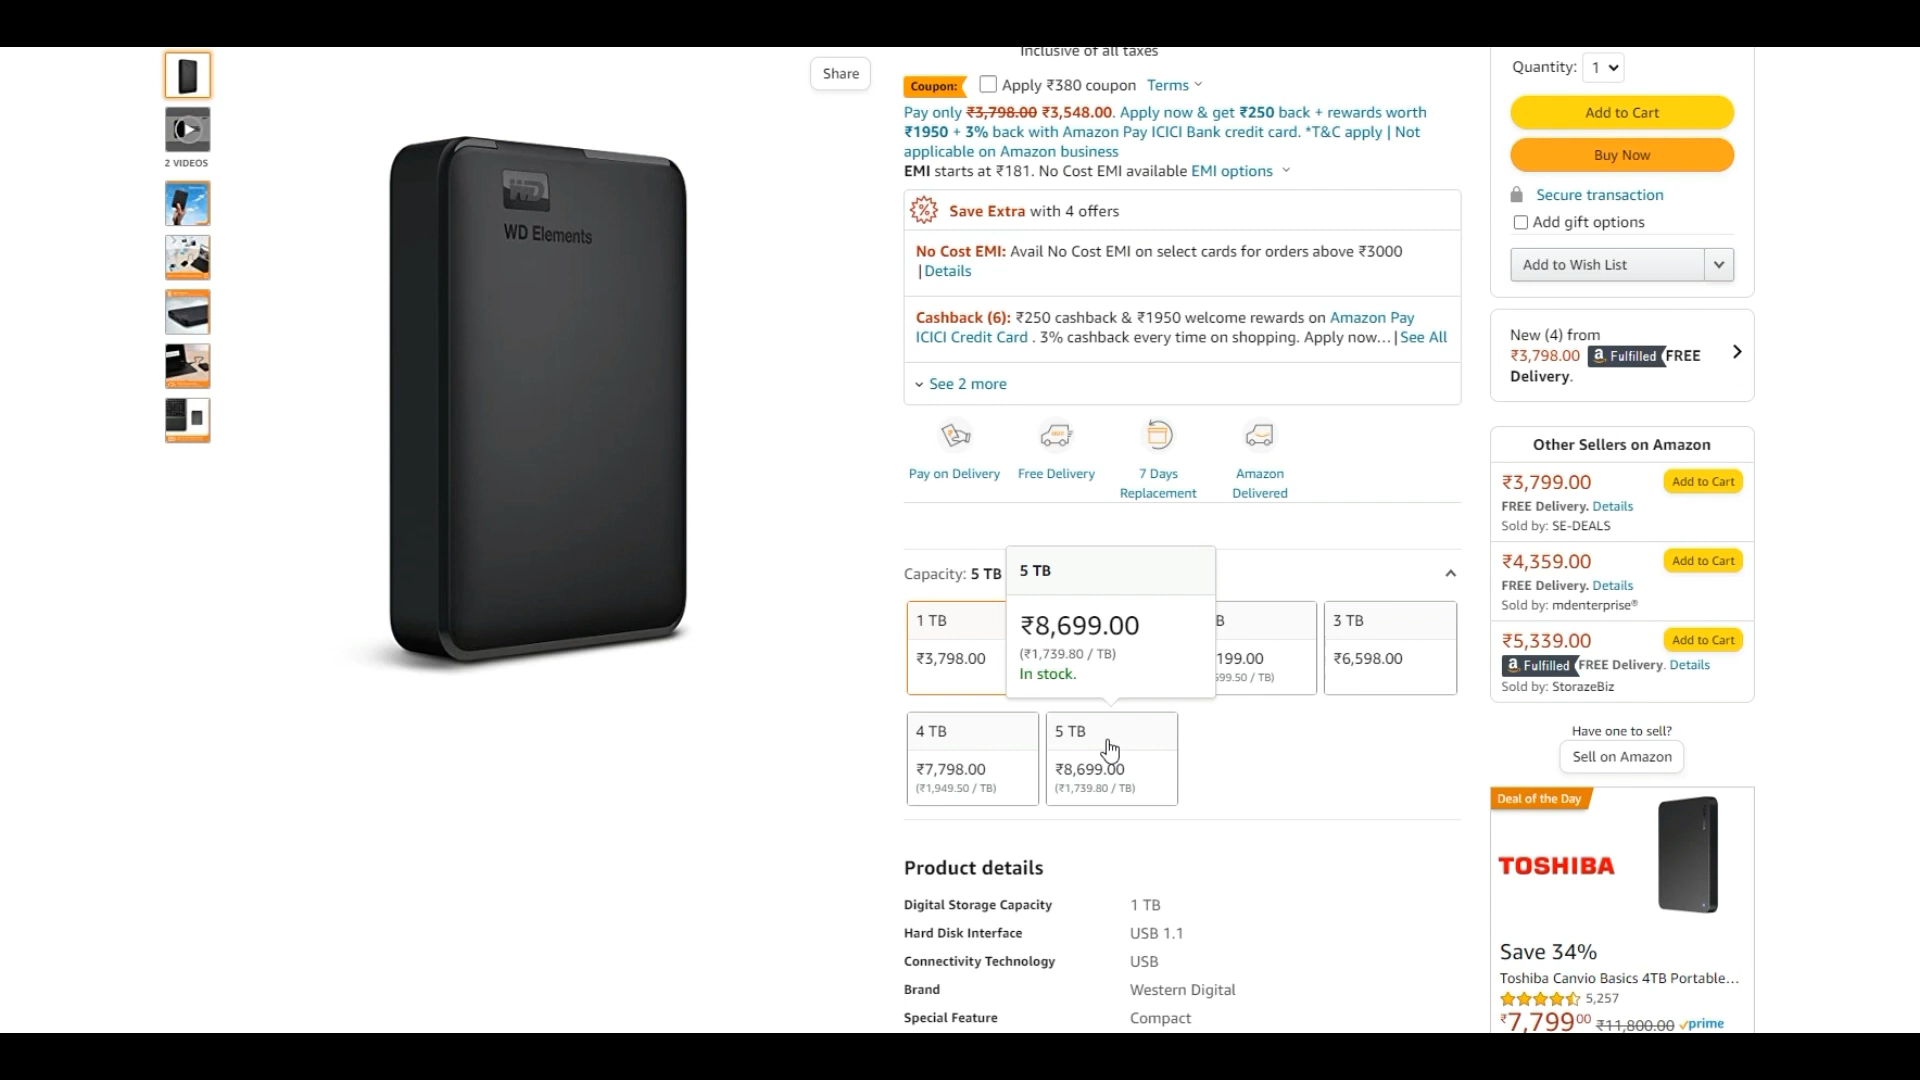 Inclusive of all taxes
Share
Coupon: Apply ₹380 coupon Terms
Pay only ₹3,798.00 ₹3,548.00. Apply now & get ₹250 back + rewards worth
₹1950 + 3% back with Amazon Pay ICICI Bank credit card. *T&C apply | Not
applicable on Amazon business
EMI starts at ₹181. No Cost EMI available EMI options
2 VIDEOS
WD
WD Elements
Save Extra with 4 offers
No Cost EMI: Avail No Cost EMI on select cards for orders above ₹3000
| Details
Cashback (6): ₹250 cashback & ₹1950 welcome rewards on Amazon Pay
ICICI Credit Card . 3% cashback every time on shopping. Apply now... | See All
See 2 more
Pay on Delivery
Free Delivery
7 Days
Replacement
Amazon
Delivered
Capacity: 5 TB
5 TB
₹8,699.00
(₹1,739.80 / TB)
In stock.
1 TB
₹3,798.00
B
199.00
99.50 / TB)
3 TB
₹6,598.00
4 TB
₹7,798.00
(₹1,949.50 / TB)
5 TB
₹8,699.00
(₹1,739.80 / TB)
Product details
Digital Storage Capacity 1 TB
Hard Disk Interface USB 1.1
Connectivity Technology USB
Brand Western Digital
Special Feature Compact
Quantity: 1
Add to Cart
Buy Now
Secure transaction
Add gift options
Add to Wish List
New (4) from
₹3,798.00 a Fulfilled FREE
Delivery.
Other Sellers on Amazon
₹3,799.00 Add to Cart
FREE Delivery. Details
Sold by: SE-DEALS
₹4,359.00 Add to Cart
FREE Delivery. Details
Sold by: mdenterprise®
₹5,339.00 Add to Cart
a Fulfilled FREE Delivery. Details
Sold by: StorazeBiz
Have one to sell?
Sell on Amazon
Deal of the Day
TOSHIBA
Save 34%
Toshiba Canvio Basics 4TB Portable...
5,257
₹7,799⁰⁰ ₹11,800.00 prime